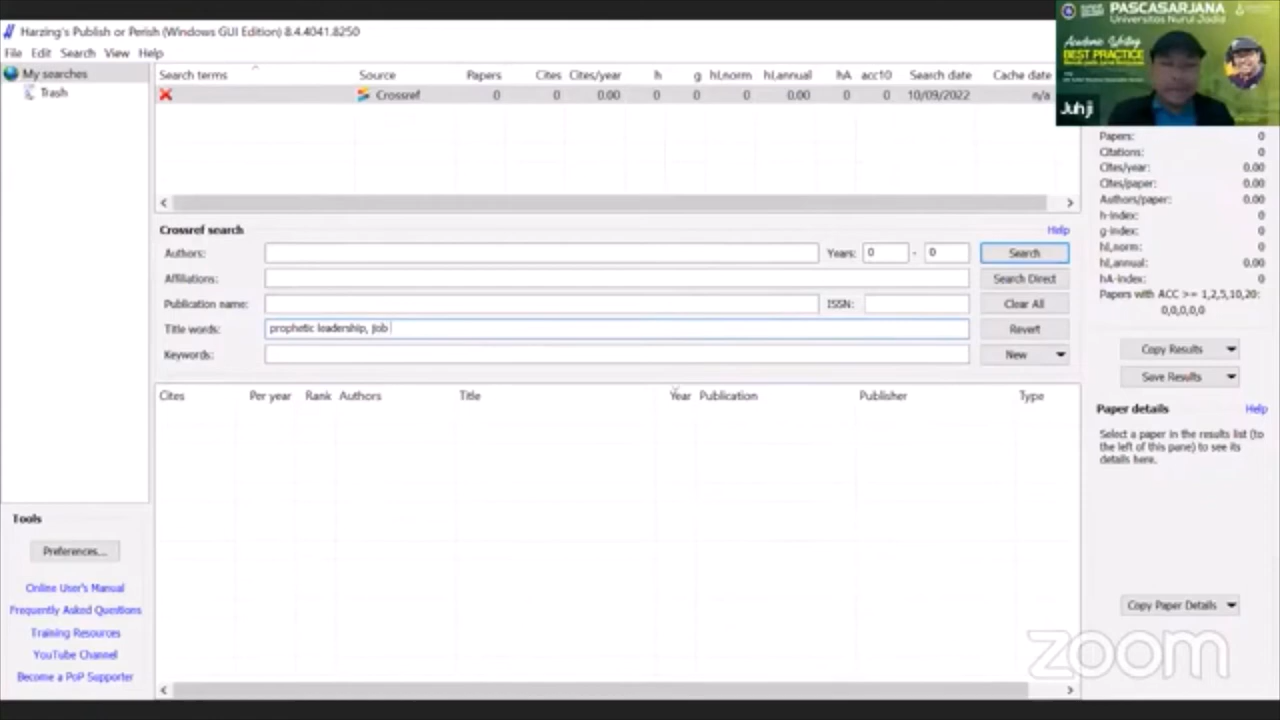 Harzing's Publish or Perish (Windows GUI Edition) 8.4.4041.8250
File Edit Search View Help
My searches
Trash
Search terms Source Papers Cites Cites/year h g hI,norm hI,annual hA acc10 Search date Cache date
Crossref 0 0 0.00 0 0 0 0.00 0 0 10/09/2022 n/a
Crossref search Help
Authors: Years: 0 - 0 Search
Affiliations: Search Direct
Publication name: ISSN: Clear All
Title words: prophetic leadership, job Revert
Keywords: New
Cites Per year Rank Authors Title Year Publication Publisher Type
Tools
Preferences...
Online User's Manual
Frequently Asked Questions
Training Resources
YouTube Channel
Become a PoP Supporter
PASCASARJANA
Universitas Nurul Jadid
Academic Writing
BEST PRACTICE
Juhji
Papers: 0
Citations: 0
Cites/year: 0.00
Cites/paper: 0.00
Authors/paper: 0.00
h-index: 0
g-index: 0
hI,norm: 0
hI,annual: 0.00
hA-index: 0
Papers with ACC >= 1,2,5,10,20:
0,0,0,0,0
Copy Results
Save Results
Paper details Help
Select a paper in the results list (to
the left of this pane) to see its
details here.
Copy Paper Details
zoom